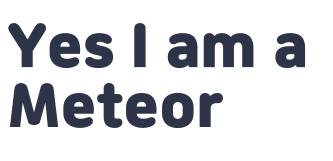 Yes I am a
Meteor